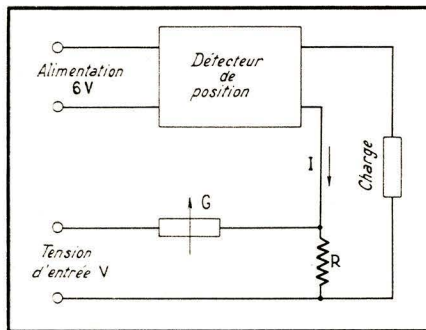 Alimentation
6V
Détecteur
de
position
I
Charge
G
Tension
d'entrée V
R